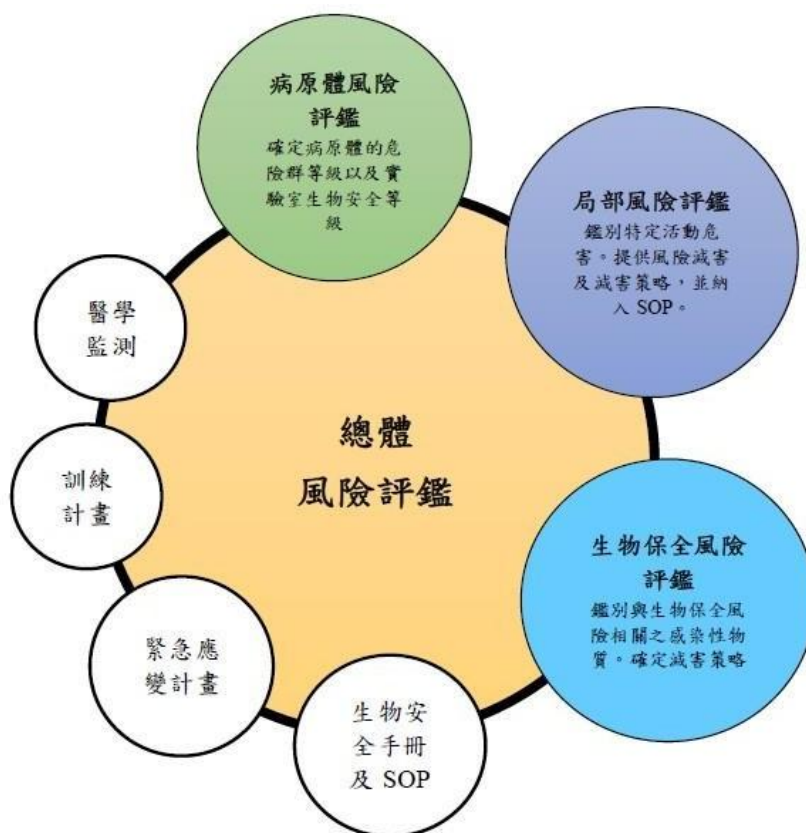 病原體風險
評鑑
確定病原體的危
險群等級以及實
驗室生物安全等
級
局部風險評鑑
鑑別特定活動危
害。提供風險減害
及減害策略，並納
入 SOP。
醫學
監測
訓練
計畫
總體
風險評鑑
生物保全風險
評鑑
鑑別與生物保全風
險相關之感染性物
質。確定減害策略
緊急應
變計畫
生物安
全手冊
及 SOP